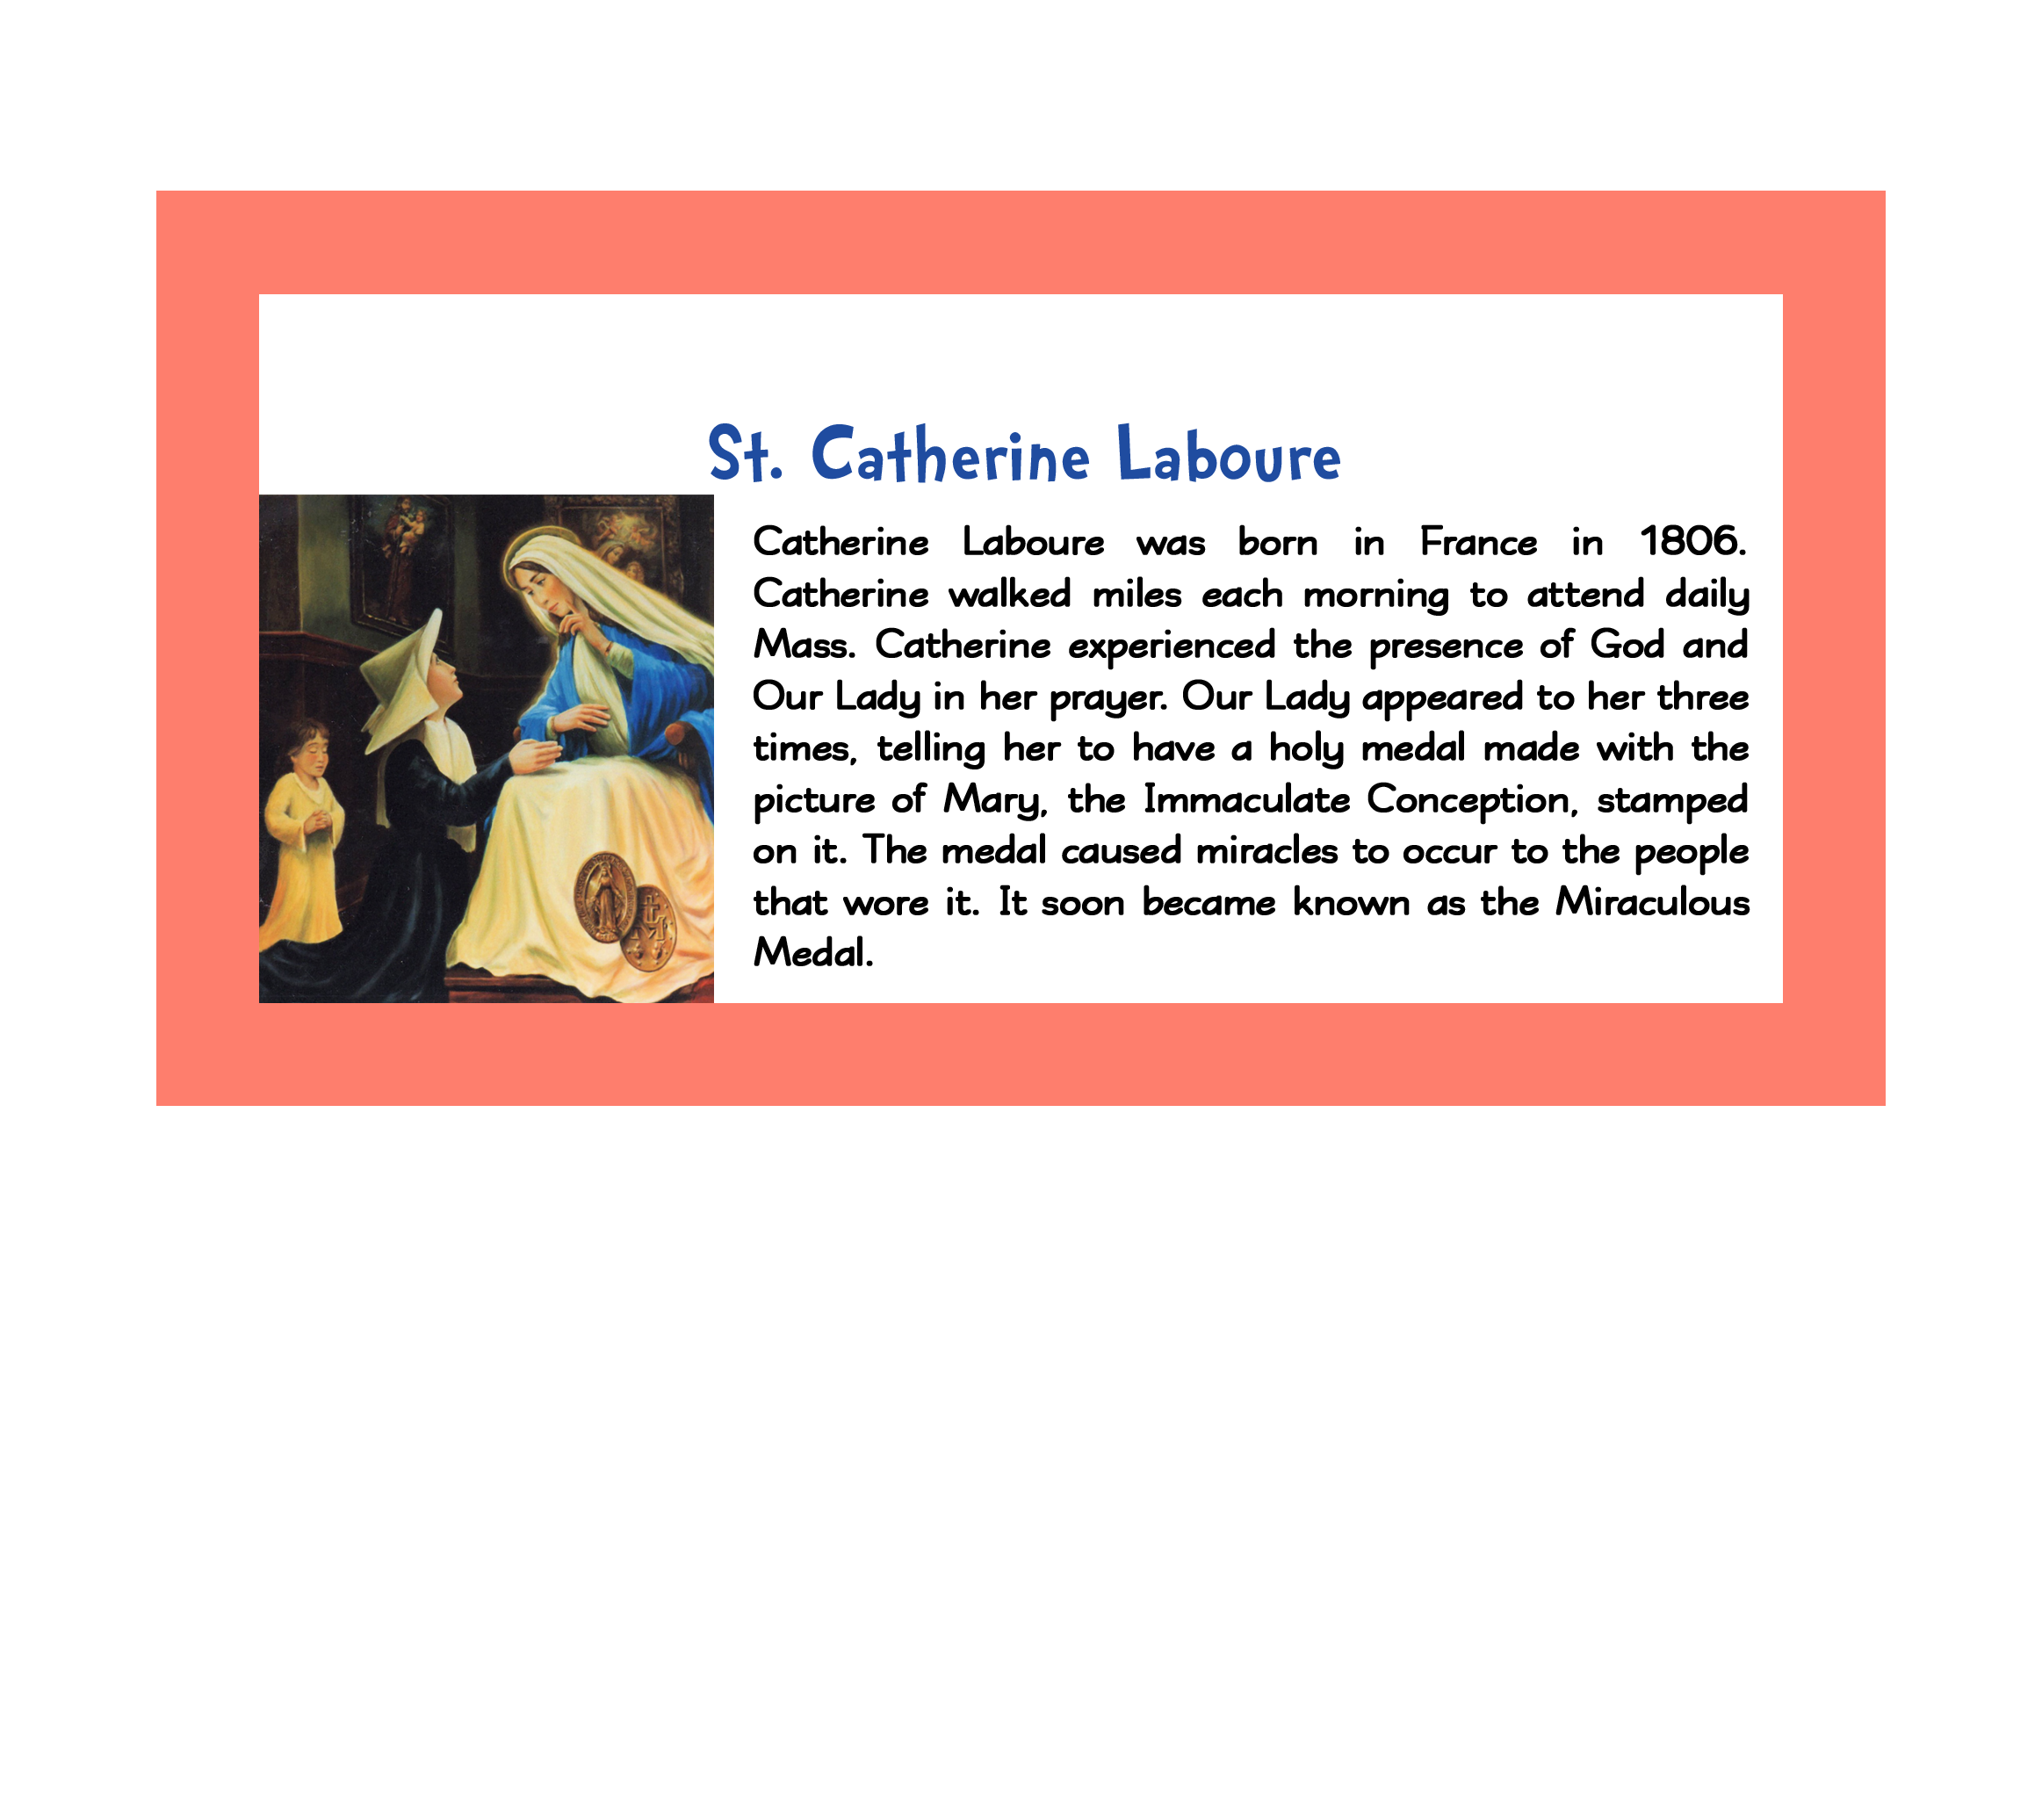 St. Catherine Laboure
Catherine Laboure was born in France in 1806.
Catherine walked miles each morning to attend daily
Mass. Catherine experienced the presence of God and
Our Lady in her prayer. Our Lady appeared to her three
times, telling her to have a holy medal made with the
picture of Mary, the Immaculate Conception, stamped
on it. The medal caused miracles to occur to the people
that wore it. It soon became known as the Miraculous
Medal.